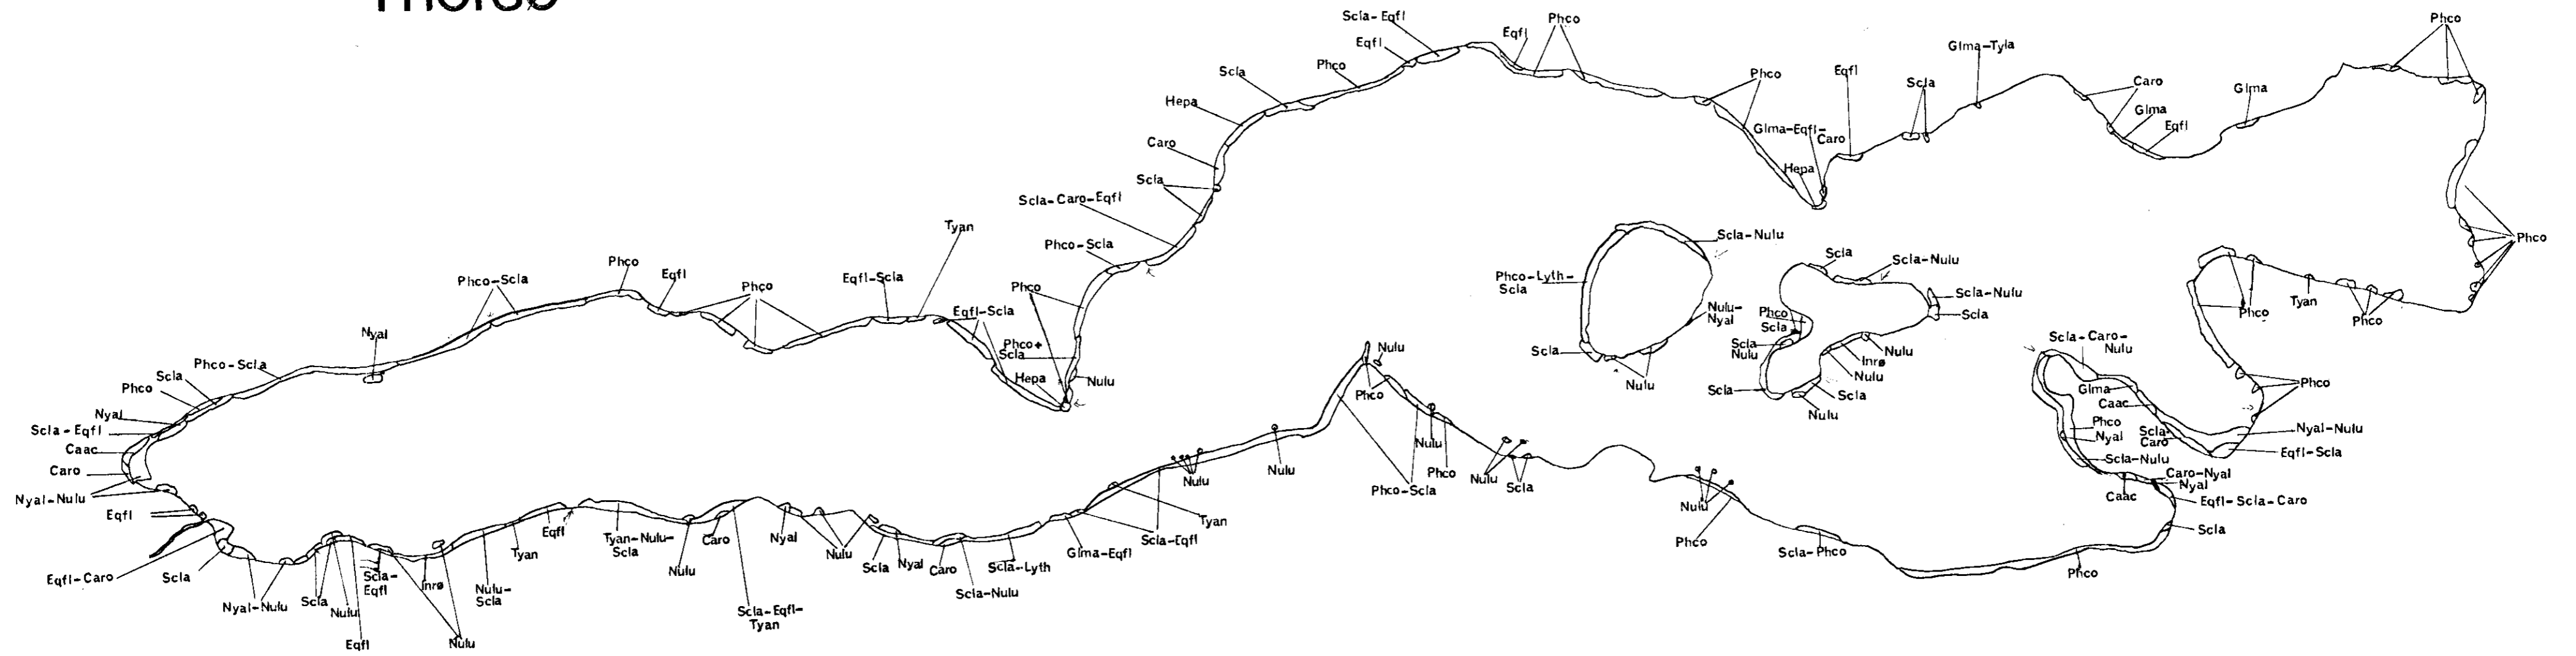 Thorsø
Phco
Scla-Eqfl
Eqfl
Eqfl
Phco
Scla
Phco
Hepa
Phco
Eqfl
Scla
Glma-Tyla
Caro
Glma
Eqfl
Glma
Caro
Glma-Eqfl-
Caro
Hepa
Scla
Scla-Caro-Eqfl
Phco
Phco-Scla
Tyan
Phco-Scla
Phco
Eqfl
Phco
Eqfl-Scla
Phco
Eqfl-Scla
Phco+
Scla
Hepa
Nulu
Nyal
Phco-Scla
Scla
Phco
Nyal
Scla-Eqfl
Caac
Caro
Nyal-Nulu
Eqfl
Eqfl-Caro
Scla
Nyal-Nulu
Scla
Nulu
Eqfl
Scla-
Eqfl
Inrø
Nulu
Nulu-
Scla
Tyan
Eqfl
Tyan-Nulu-
Scla
Nulu
Caro
Scla-Eqfl-
Tyan
Nyal
Nulu
Scla
Nyal
Caro
Scla-Nulu
Scla-Lyth
Glma-Eqfl
Scla-Eqfl
Tyan
Nulu
Nulu
Nulu
Phco
Phco-Scla
Nulu
Phco
Nulu
Scla
Nulu
Phco
Scla-Phco
Phco
Scla
Eqfl-Scla-Caro
Caro-Nyal
Nyal
Caac
Scla-Nulu
Nyal
Phco
Scla-Caro-
Nulu
Glma
Caac
Scla-
Caro
Nyal-Nulu
Eqfl-Scla
Phco
Phco
Tyan
Phco
Scla-Nulu
Phco-Lyth-
Scla
Nulu-
Nyal
Scla
Nulu
Scla
Scla-Nulu
Scla-Nulu
Scla
Phco
Scla
Scla
Nulu
Scla
Nulu
Inrø
Nulu
Scla
Nulu